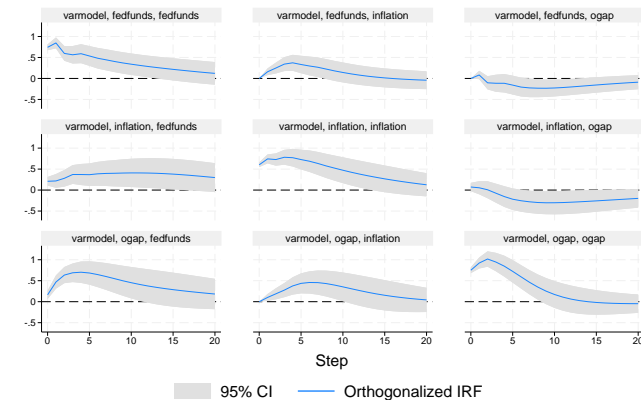 varmodel, fedfunds, fedfunds
varmodel, fedfunds, inflation
varmodel, fedfunds, ogap
1
.5
0
-.5
varmodel, inflation, fedfunds
varmodel, inflation, inflation
varmodel, inflation, ogap
1
.5
0
-.5
varmodel, ogap, fedfunds
varmodel, ogap, inflation
varmodel, ogap, ogap
1
.5
0
-.5
0 5 10 15 20
0 5 10 15 20
0 5 10 15 20
Step
95% CI
Orthogonalized IRF